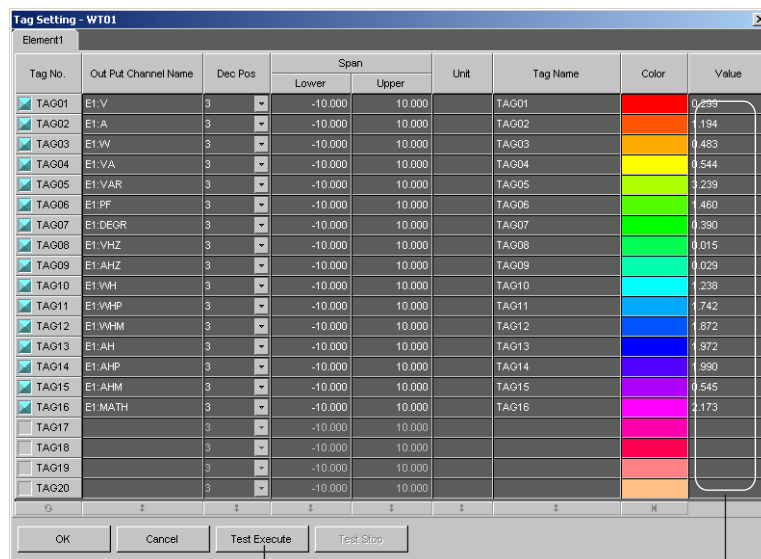 Tag Setting - WT01
Element1
Tag No. Out Put Channel Name Dec Pos Span Unit Tag Name Color Value
Lower Upper
TAG01 E1:V 3 -10.000 10.000 TAG01 0.299
TAG02 E1:A 3 -10.000 10.000 TAG02 1.194
TAG03 E1:W 3 -10.000 10.000 TAG03 0.483
TAG04 E1:VA 3 -10.000 10.000 TAG04 0.544
TAG05 E1:VAR 3 -10.000 10.000 TAG05 3.239
TAG06 E1:PF 3 -10.000 10.000 TAG06 1.460
TAG07 E1:DEGR 3 -10.000 10.000 TAG07 0.390
TAG08 E1:VHZ 3 -10.000 10.000 TAG08 0.015
TAG09 E1:AHZ 3 -10.000 10.000 TAG09 0.029
TAG10 E1:WH 3 -10.000 10.000 TAG10 1.238
TAG11 E1:WHP 3 -10.000 10.000 TAG11 1.742
TAG12 E1:WHM 3 -10.000 10.000 TAG12 1.872
TAG13 E1:AH 3 -10.000 10.000 TAG13 1.972
TAG14 E1:AHP 3 -10.000 10.000 TAG14 1.990
TAG15 E1:AHM 3 -10.000 10.000 TAG15 0.545
TAG16 E1:MATH 3 -10.000 10.000 TAG16 2.173
TAG17 3 -10.000 10.000
TAG18 3 -10.000 10.000
TAG19 3 -10.000 10.000
TAG20 3 -10.000 10.000
OK Cancel Test Execute Test Stop